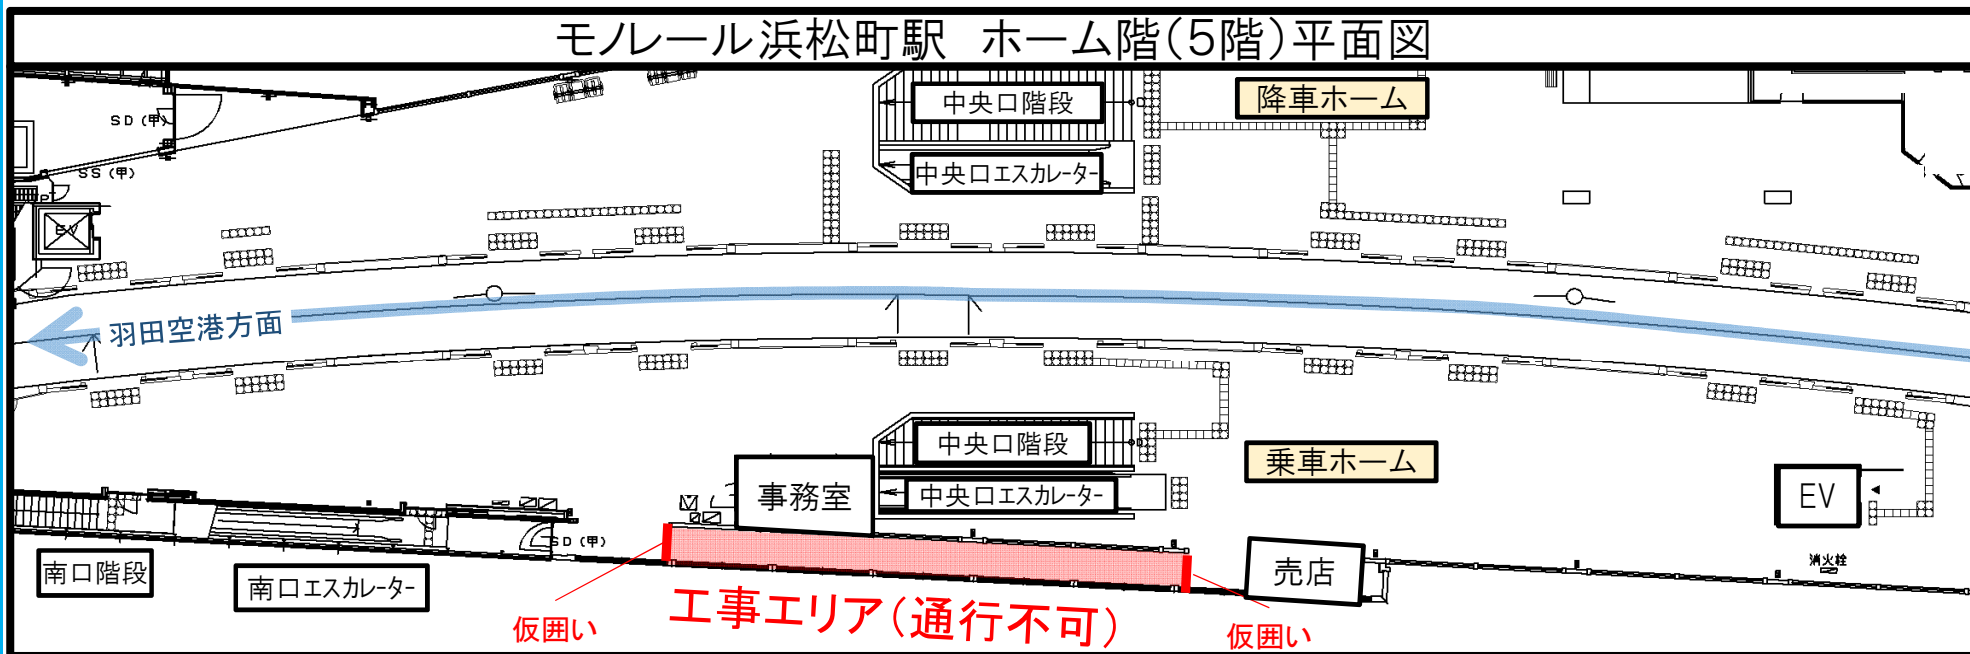 モノレール浜松町駅　ホーム階(5階)平面図
中央口階段
降車ホーム
SD(甲)
中央口エスカレーター
SS(甲)
EV
羽田空港方面
中央口階段
乗車ホーム
事務室
中央口エスカレーター
EV
SD(甲)
消火栓
南口階段
南口エスカレーター
売店
工事エリア(通行不可)
仮囲い
仮囲い